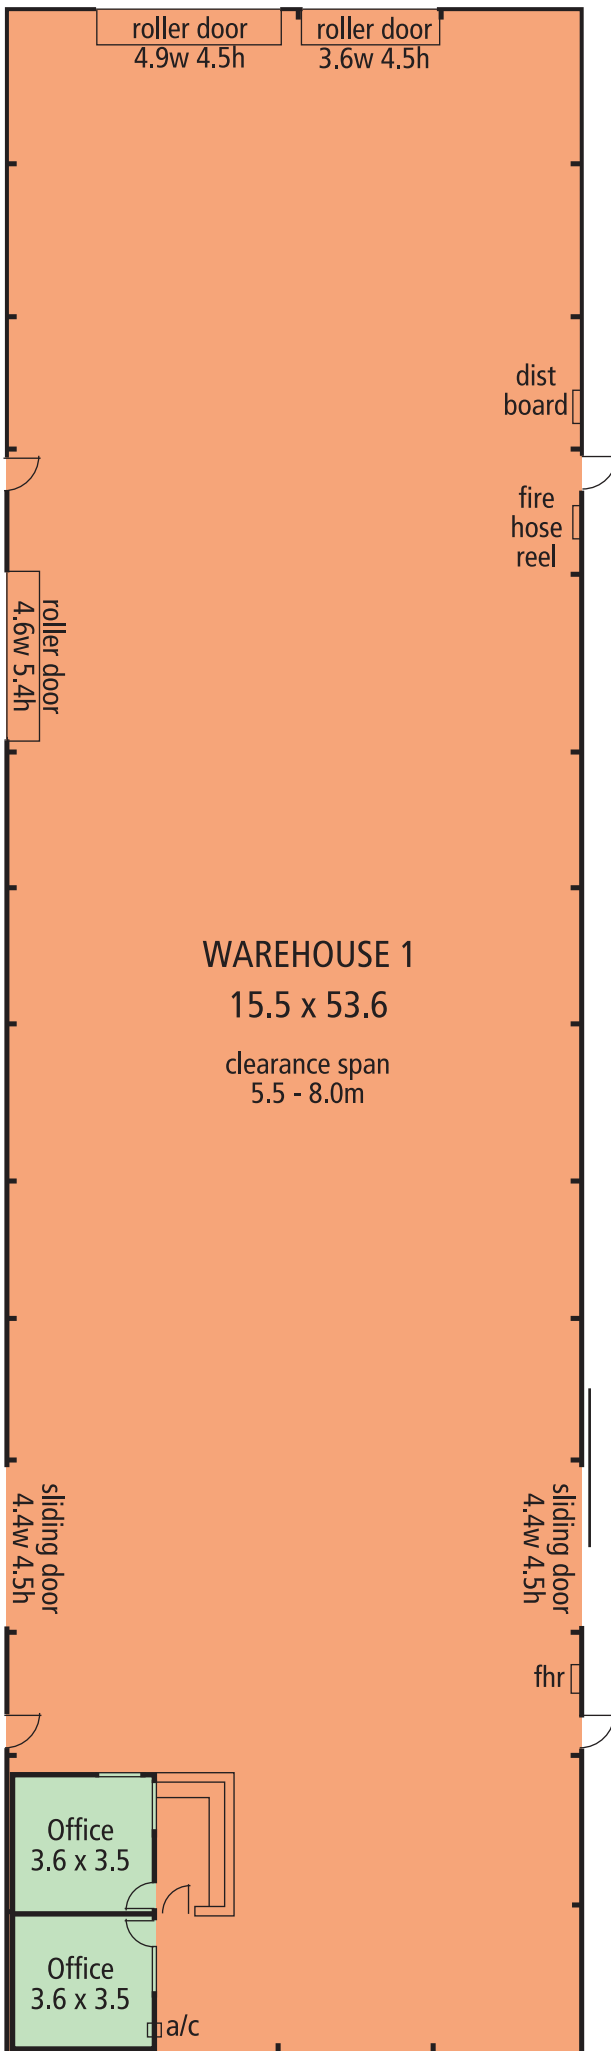 roller door
4.9w 4.5h
roller door
3.6w 4.5h
dist
board
fire
hose
reel
roller door
4.6w 5.4h
WAREHOUSE 1
15.5 x 53.6
clearance span
5.5 - 8.0m
sliding door
4.4w 4.5h
sliding door
4.4w 4.5h
fhr
Office
3.6 x 3.5
Office
3.6 x 3.5
a/c